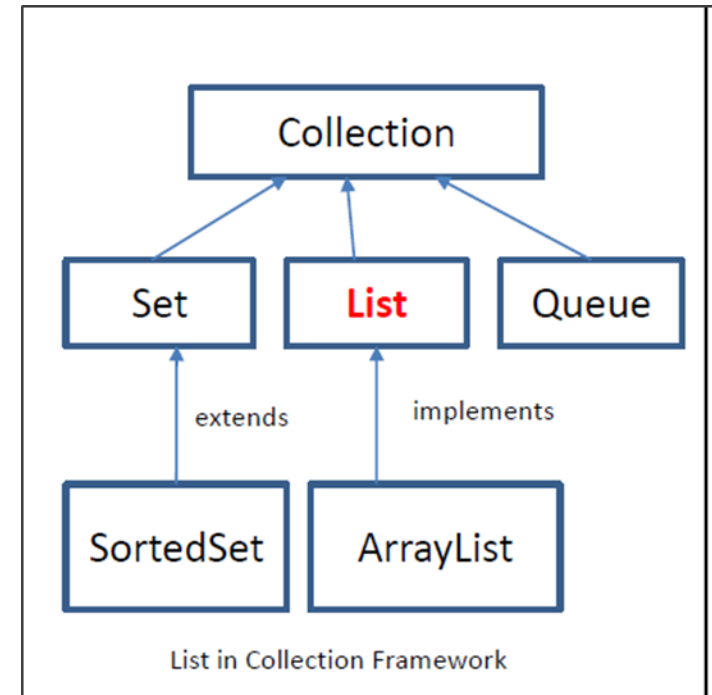 Collection
Set
List
Queue
extends
implements
SortedSet
ArrayList
List in Collection Framework